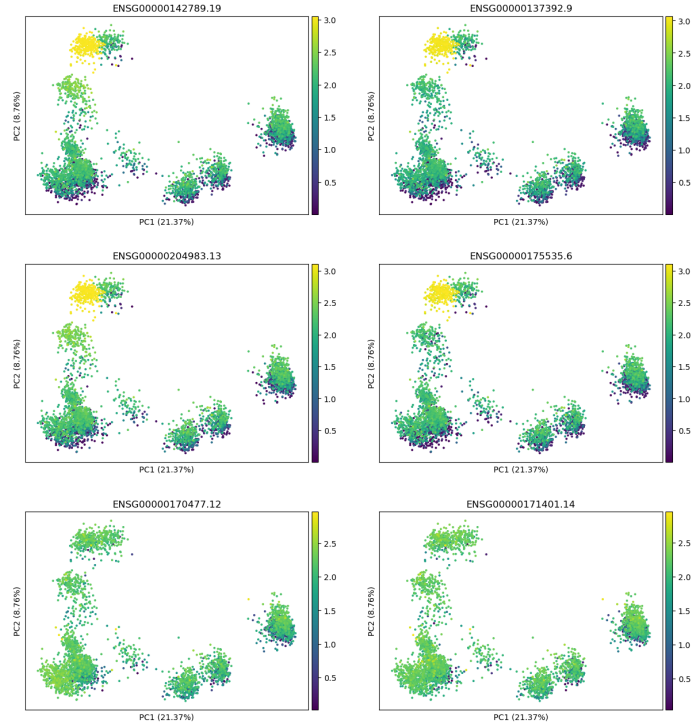 ENSG00000142789.19
ENSG00000137392.9
PC2 (8.76%)
3.0
2.5
2.0
1.5
1.0
0.5
PC2 (8.76%)
3.0
2.5
2.0
1.5
1.0
0.5
PC1 (21.37%)
PC1 (21.37%)
ENSG00000204983.13
ENSG00000175535.6
PC2 (8.76%)
3.0
2.5
2.0
1.5
1.0
0.5
PC2 (8.76%)
3.0
2.5
2.0
1.5
1.0
0.5
PC1 (21.37%)
PC1 (21.37%)
ENSG00000170477.12
ENSG00000171401.14
PC2 (8.76%)
2.5
2.0
1.5
1.0
0.5
PC2 (8.76%)
2.5
2.0
1.5
1.0
0.5
PC1 (21.37%)
PC1 (21.37%)